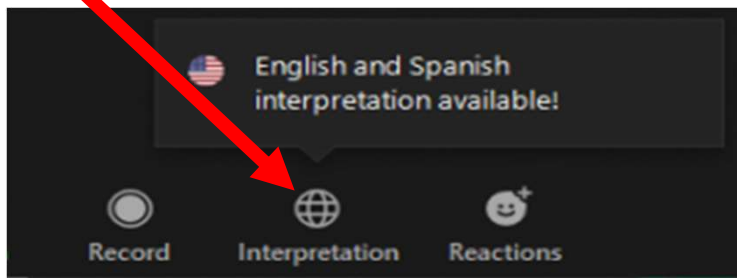 English and Spanish
interpretation available!
Record
Interpretation
Reactions